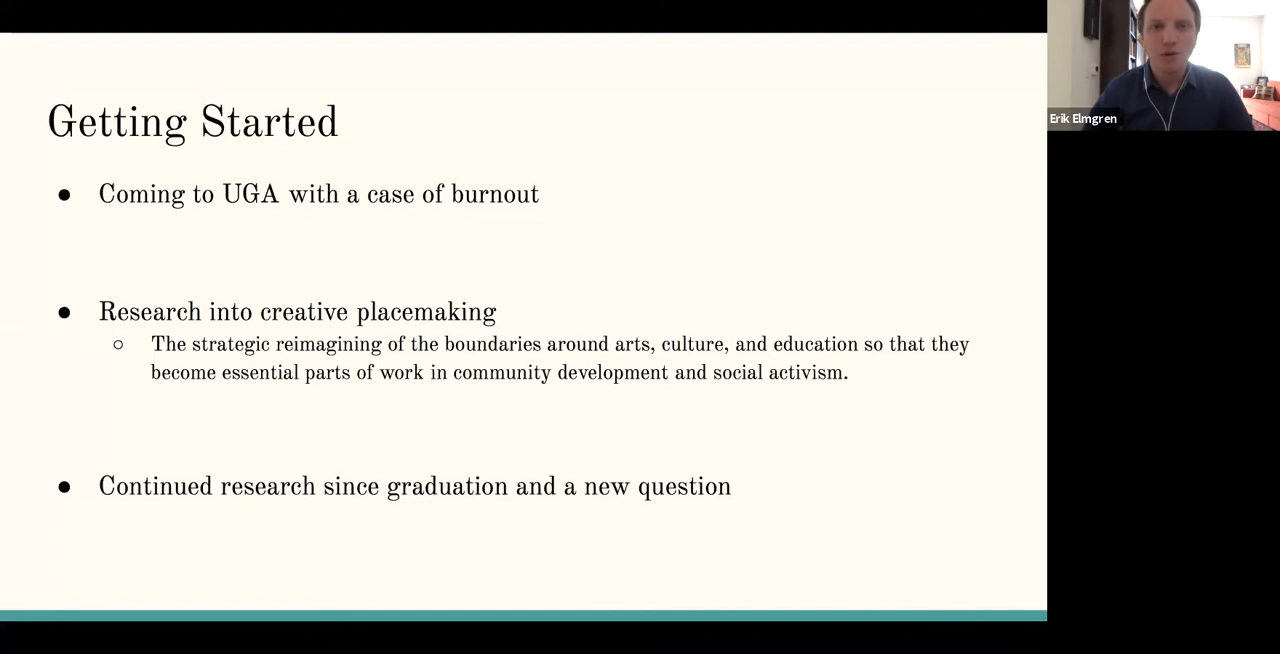 Getting Started
● Coming to UGA with a case of burnout
● Research into creative placemaking
○ The strategic reimagining of the boundaries around arts, culture, and education so that they
become essential parts of work in community development and social activism.
● Continued research since graduation and a new question
Erik Elmgren